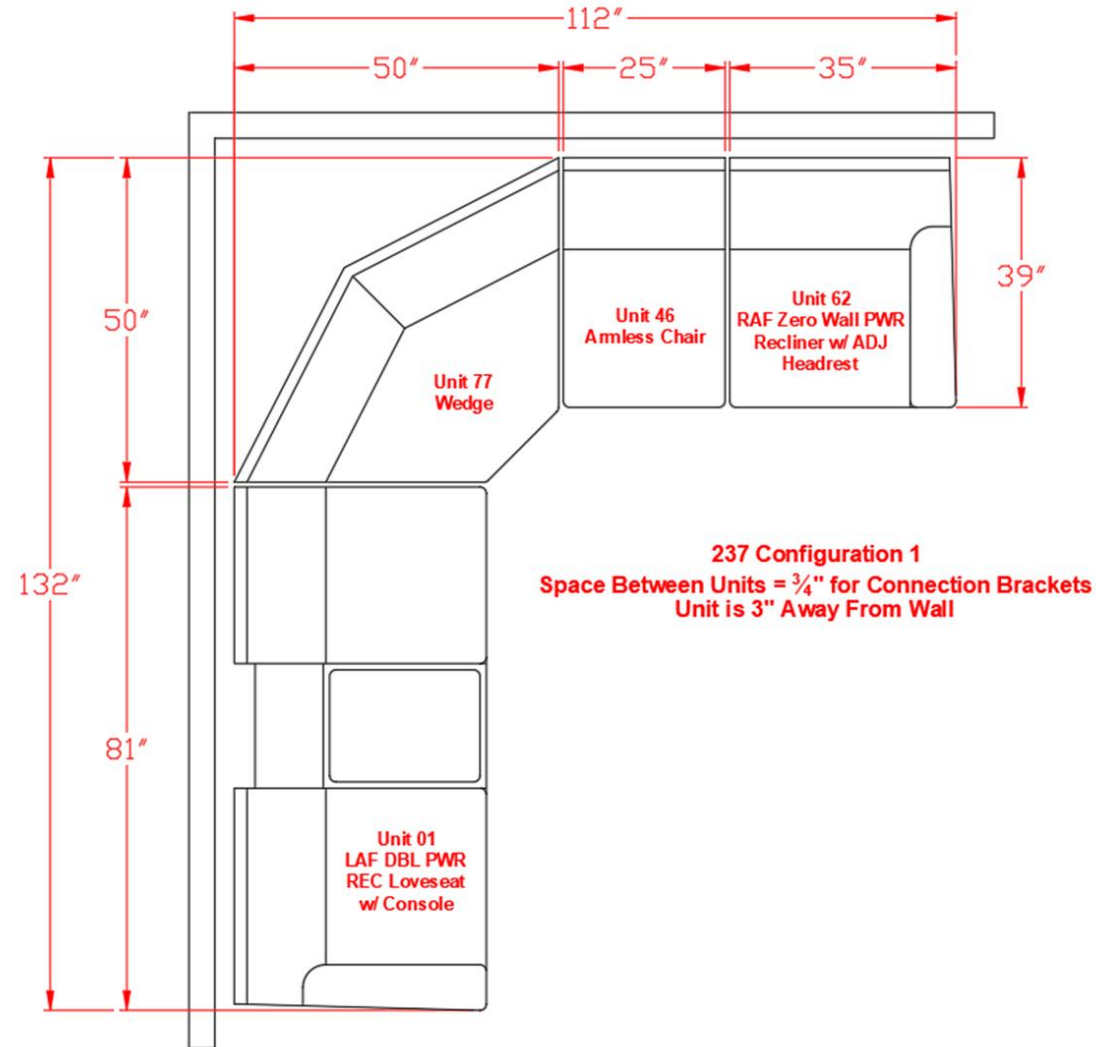 112"
50"
25"
35"
50"
39"
Unit 46
Armless Chair
Unit 62
RAF Zero Wall PWR
Recliner w/ ADJ
Headrest
Unit 77
Wedge
132"
237 Configuration 1
Space Between Units = ¾" for Connection Brackets
Unit is 3" Away From Wall
81"
Unit 01
LAF DBL PWR
REC Loveseat
w/ Console